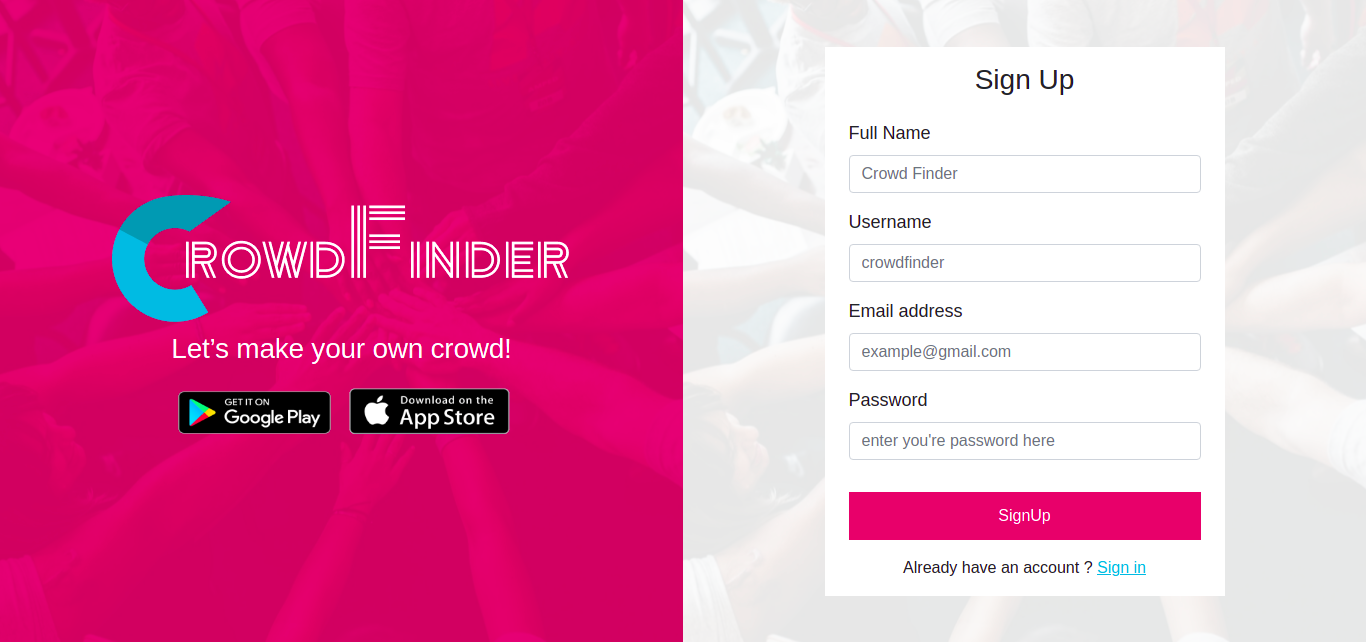 CROWDFINDER
Let's make your own crowd!
GET IT ON
Google Play
Download on the
App Store
Sign Up
Full Name
Crowd Finder
Username
crowdfinder
Email address
example@gmail.com
Password
enter you're password here
SignUp
Already have an account ? Sign in